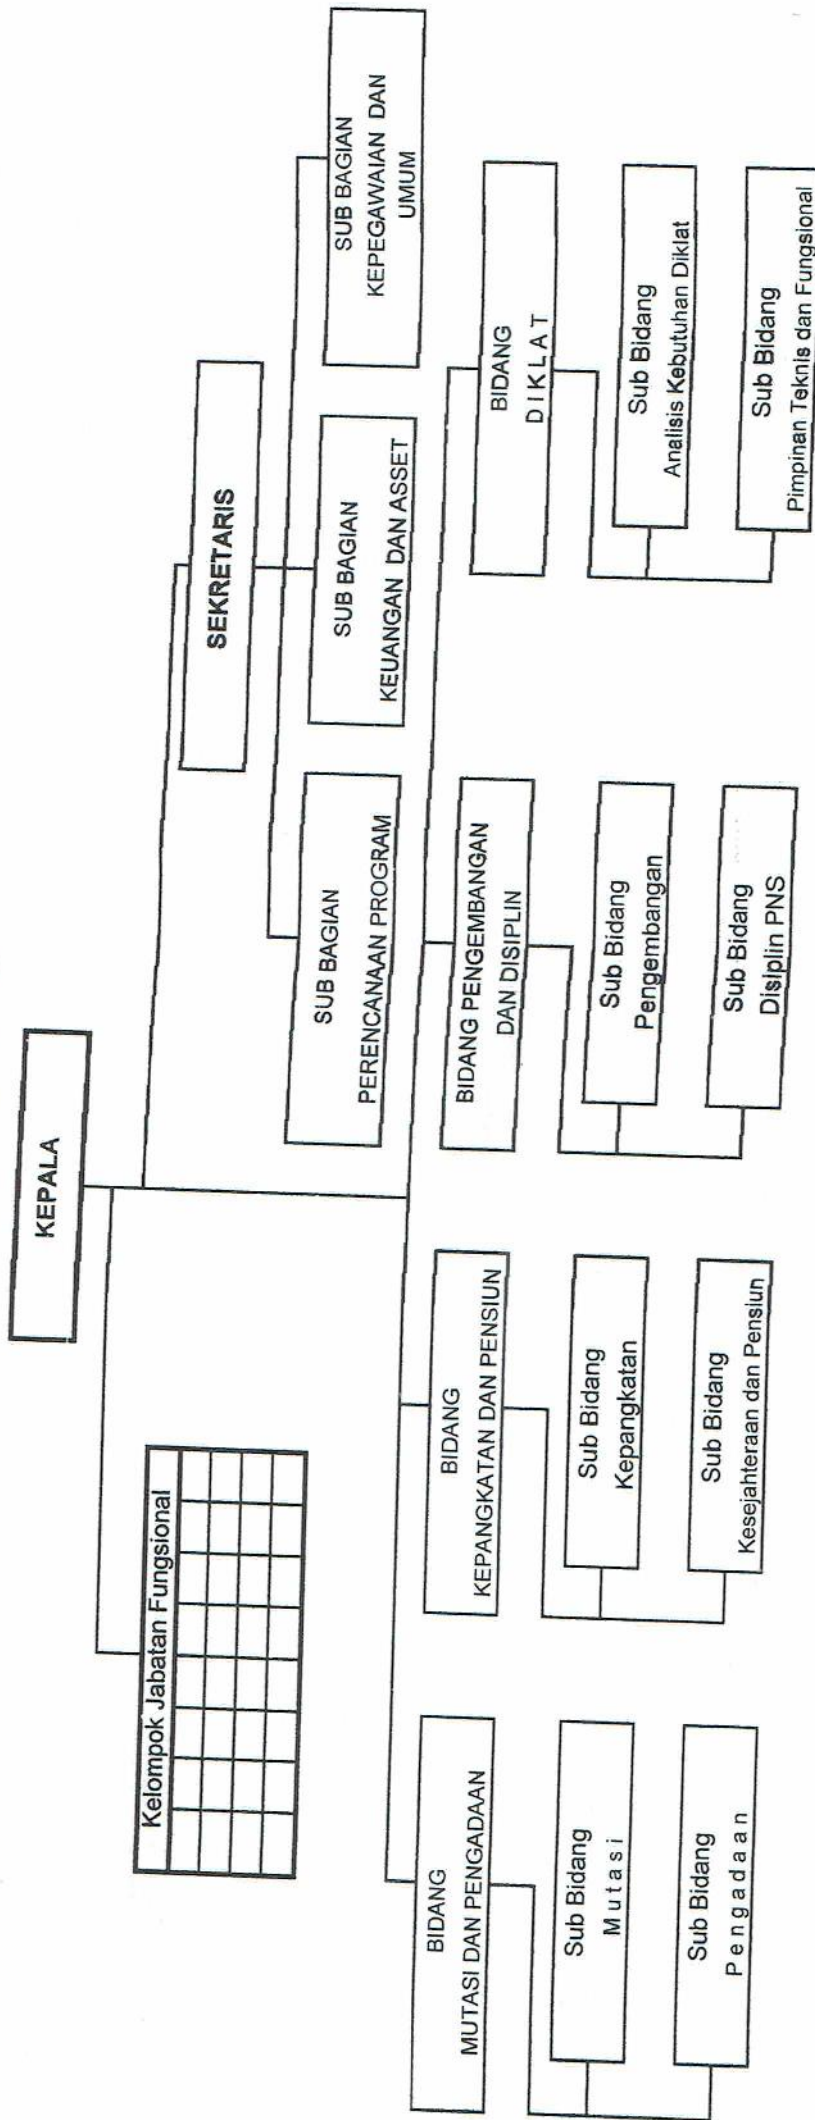 KEPALA
Kelompok Jabatan Fungsional
SEKRETARIS
SUB BAGIAN
PERENCANAAN PROGRAM
SUB BAGIAN
KEUANGAN DAN ASSET
SUB BAGIAN
KEPEGAWAIAN DAN
UMUM
BIDANG
MUTASI DAN PENGADAAN
Sub Bidang
M u t a s i
Sub Bidang
P e n g a d a a n
BIDANG
KEPANGKATAN DAN PENSIUN
Sub Bidang
Kepangkatan
Sub Bidang
Kesejahteraan dan Pensiun
BIDANG PENGEMBANGAN
DAN DISIPLIN
Sub Bidang
Pengembangan
Sub Bidang
Disiplin PNS
BIDANG
D I K L A T
Sub Bidang
Analisis Kebutuhan Diklat
Sub Bidang
Pimpinan Teknis dan Fungsional